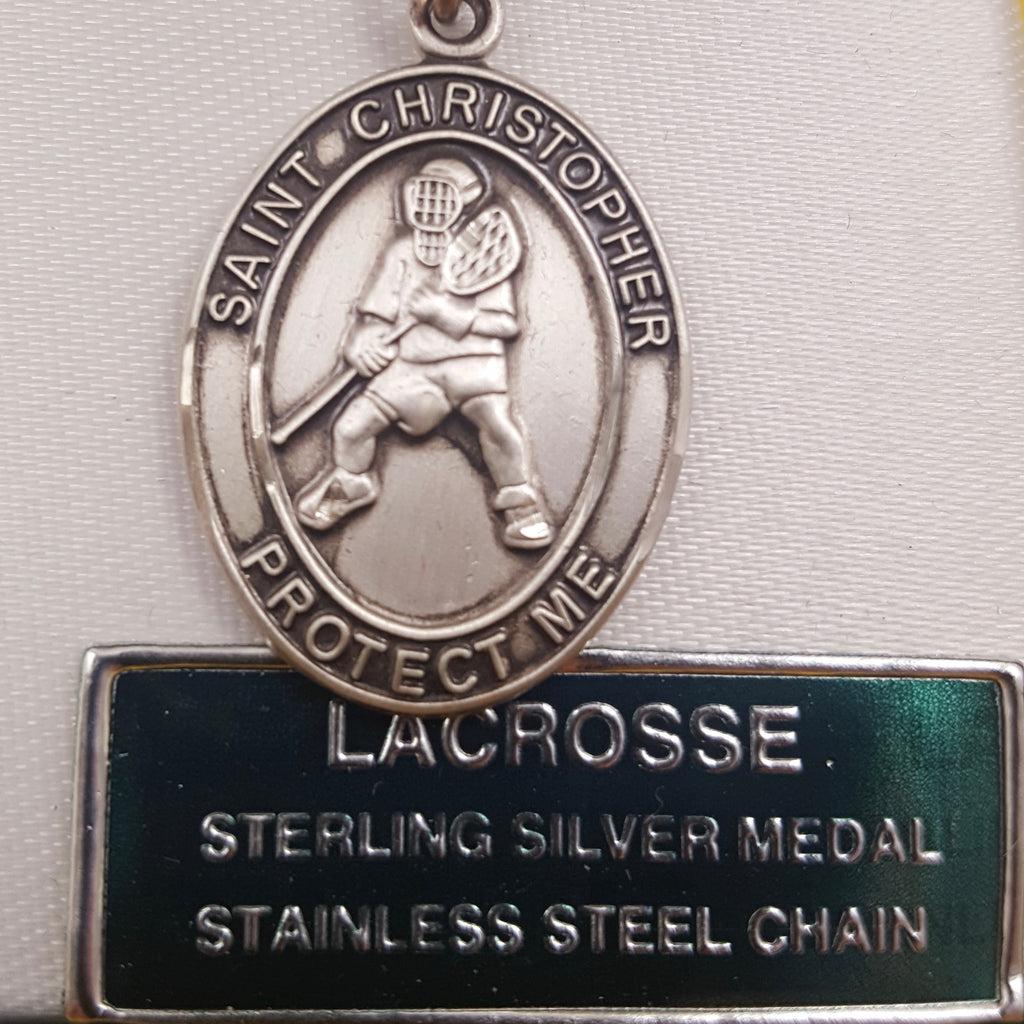 SAINT CHRISTOPHER
PROTECT ME
LACROSSE
STERLING SILVER MEDAL
STAINLESS STEEL CHAIN